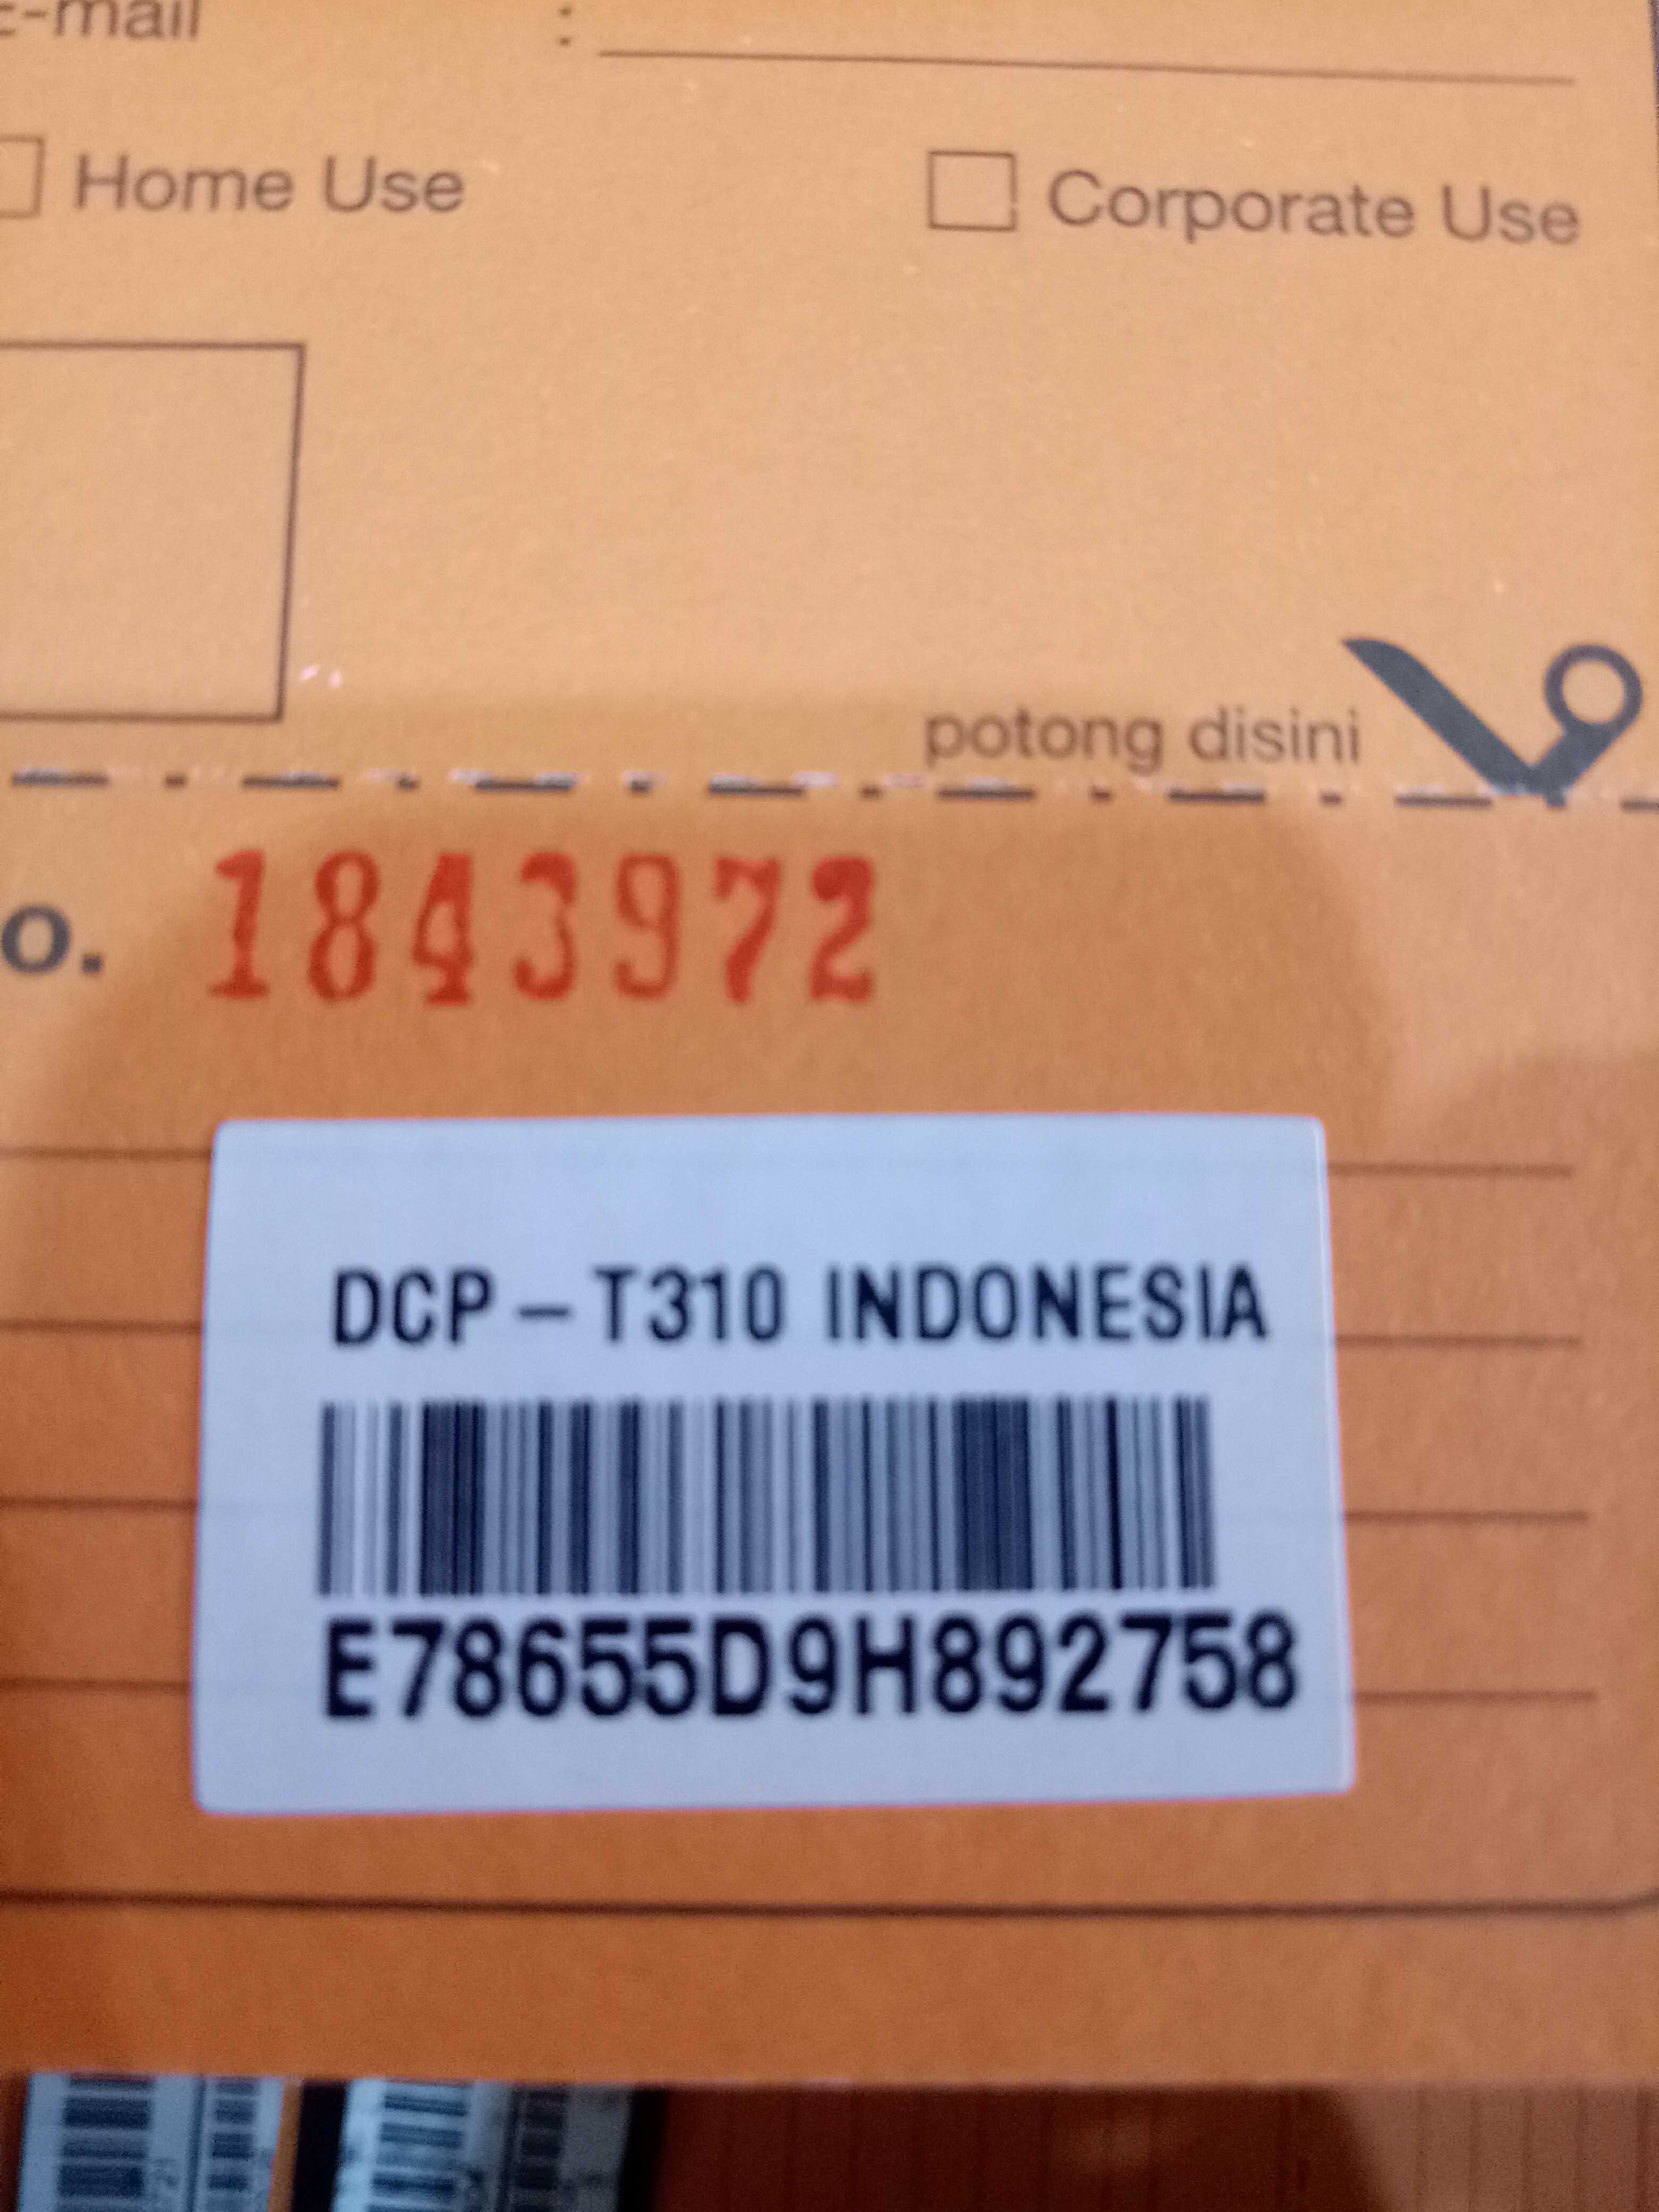 E-mail :
Home Use Corporate Use
potong disini
o. 1843972
DCP-T310 INDONESIA
E78655D9H892758